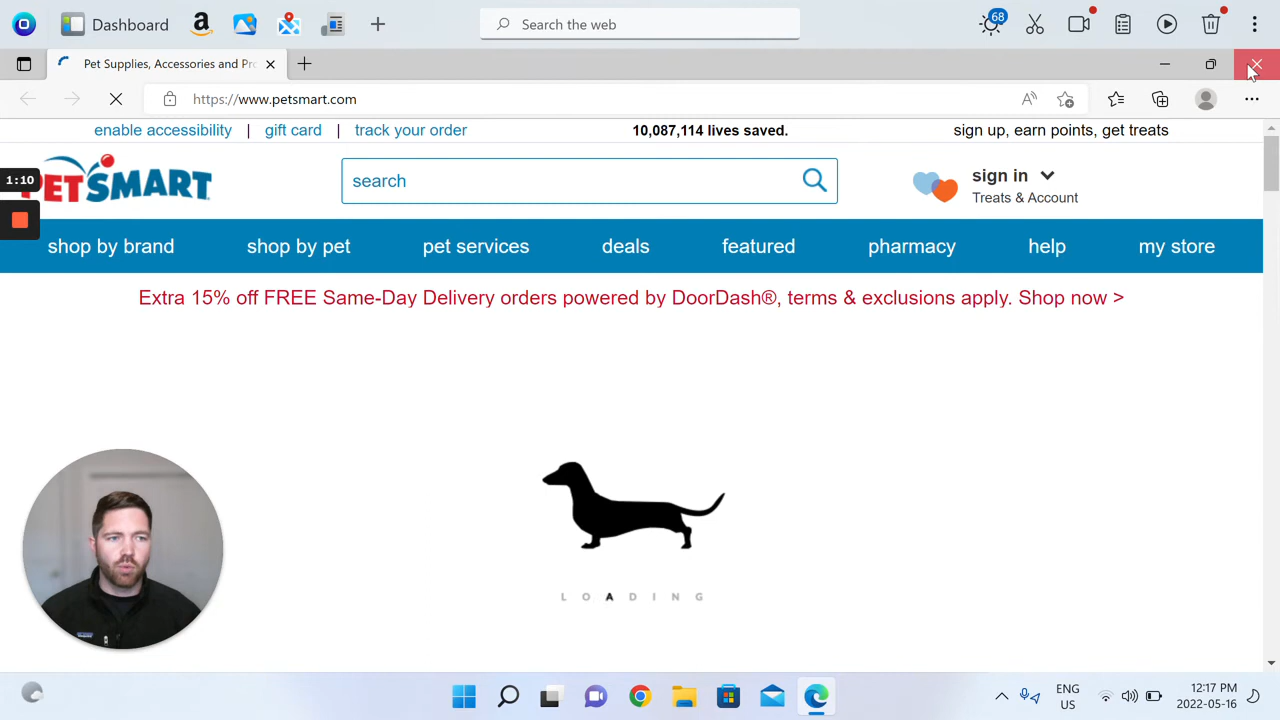 Dashboard
Search the web
68
Pet Supplies, Accessories and Pro
https://www.petsmart.com
enable accessibility | gift card | track your order
10,087,114 lives saved.
sign up, earn points, get treats
1:10
PETSMART
search
sign in
Treats & Account
shop by brand
shop by pet
pet services
deals
featured
pharmacy
help
my store
Extra 15% off FREE Same-Day Delivery orders powered by DoorDash®, terms & exclusions apply. Shop now >
LOADING
ENG
US
12:17 PM
2022-05-16